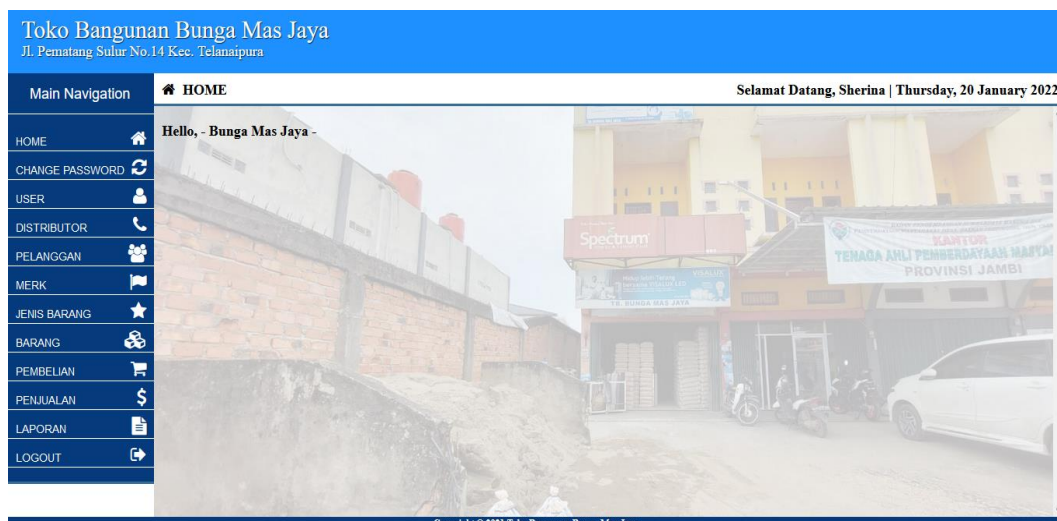 Toko Bangunan Bunga Mas Jaya
Jl. Pematang Sulur No.14 Kec. Telanaipura
Main Navigation
HOME
Selamat Datang, Sherina | Thursday, 20 January 2022
HOME
CHANGE PASSWORD
USER
DISTRIBUTOR
PELANGGAN
MERK
JENIS BARANG
BARANG
PEMBELIAN
PENJUALAN
LAPORAN
LOGOUT
Hello, - Bunga Mas Jaya -
Spectrum
TB. BUNGA MAS JAYA
KANTOR
TENAGA AHLI PEMBERDAYAAN
PROVINSI JAMBI